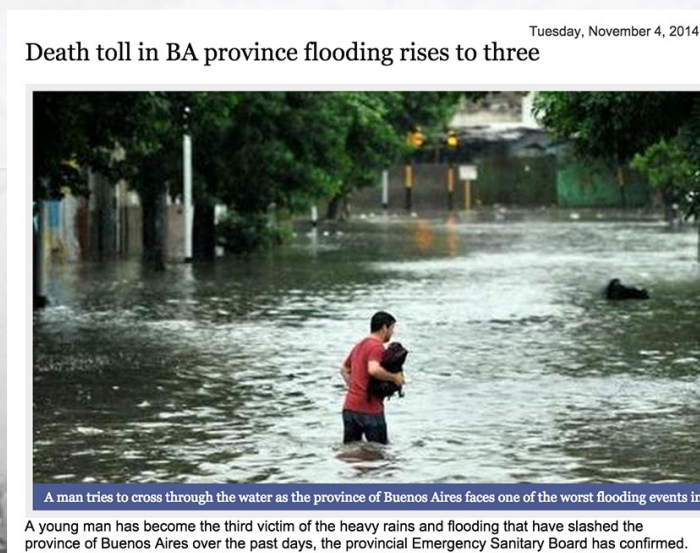 Tuesday, November 4, 2014
Death toll in BA province flooding rises to three
A man tries to cross through the water as the province of Buenos Aires faces one of the worst flooding events in
A young man has become the third victim of the heavy rains and flooding that have slashed the
province of Buenos Aires over the past days, the provincial Emergency Sanitary Board has confirmed.